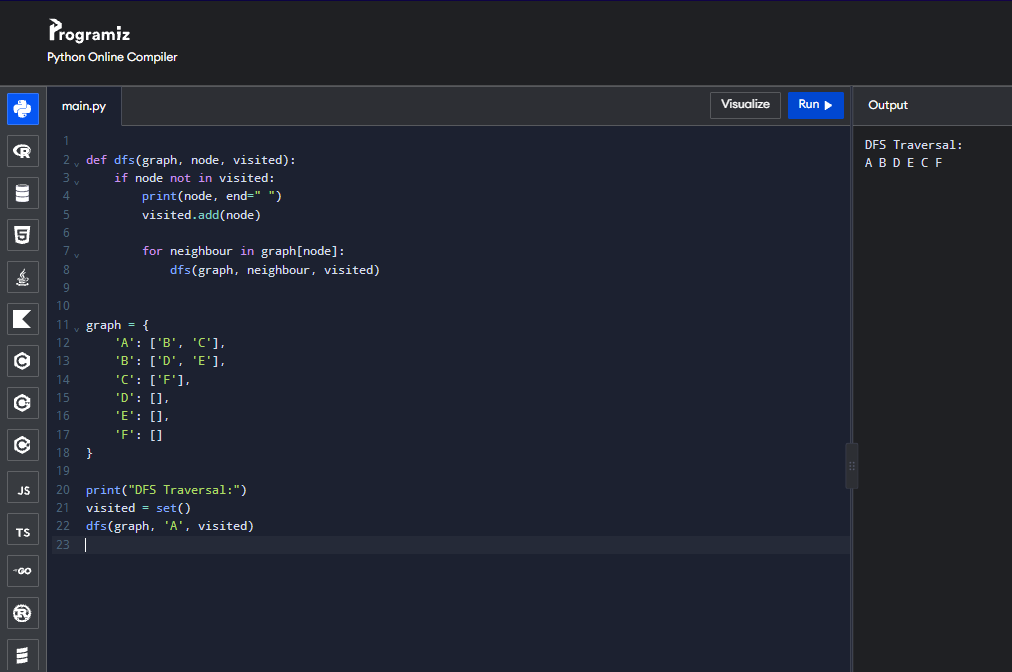 Programiz
Python Online Compiler
main.py
Visualize
Run
Output
1
2 def dfs(graph, node, visited):
3     if node not in visited:
4         print(node, end=" ")
5         visited.add(node)
6
7         for neighbour in graph[node]:
8             dfs(graph, neighbour, visited)
9
10
11 graph = {
12     'A': ['B', 'C'],
13     'B': ['D', 'E'],
14     'C': ['F'],
15     'D': [],
16     'E': [],
17     'F': []
18 }
19
20 print("DFS Traversal:")
21 visited = set()
22 dfs(graph, 'A', visited)
23
DFS Traversal:
A B D E C F
R
5
C
C
C
JS
TS
GO
R